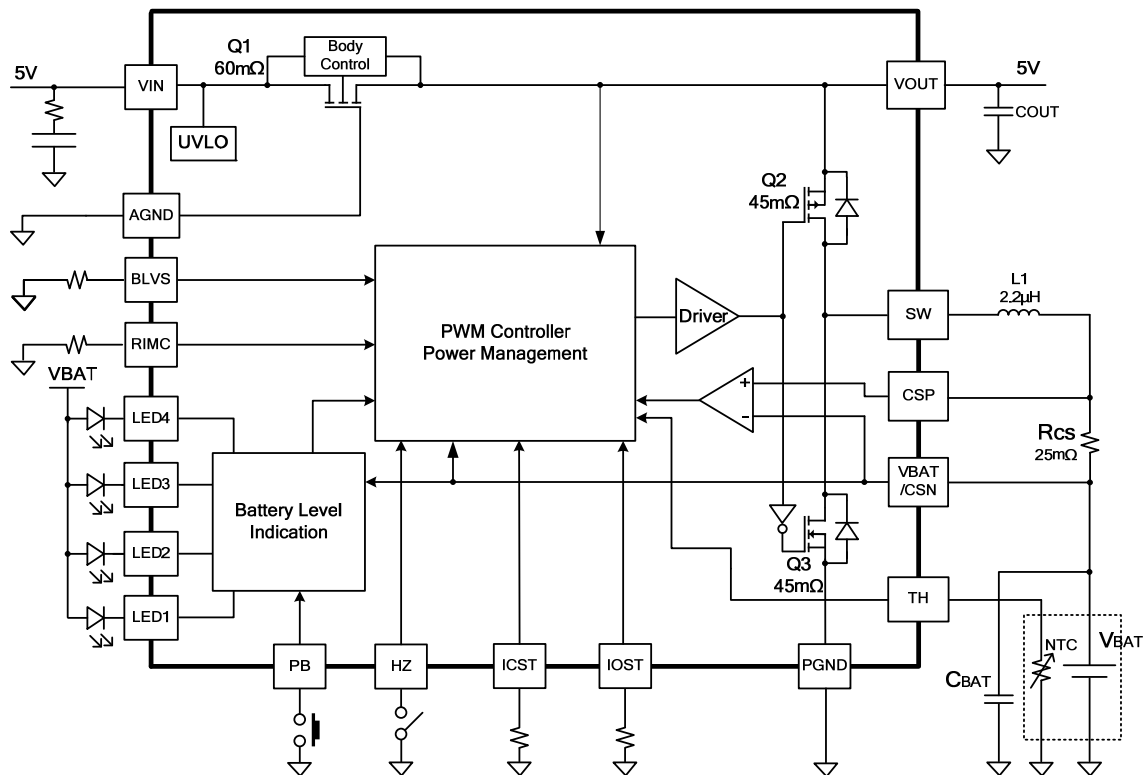 Q1
60mΩ
Body
Control
5V
VIN
UVLO
VOUT
5V
COUT
AGND
Q2
45mΩ
BLVS
L1
2.2µH
RIMC
PWM Controller
Power Management
Driver
SW
VBAT
LED4
+
-
CSP
Rcs
25mΩ
LED3
Battery Level
Indication
VBAT
/CSN
LED2
Q3
45mΩ
LED1
TH
PB
HZ
ICST
IOST
PGND
NTC
VBAT
CBAT